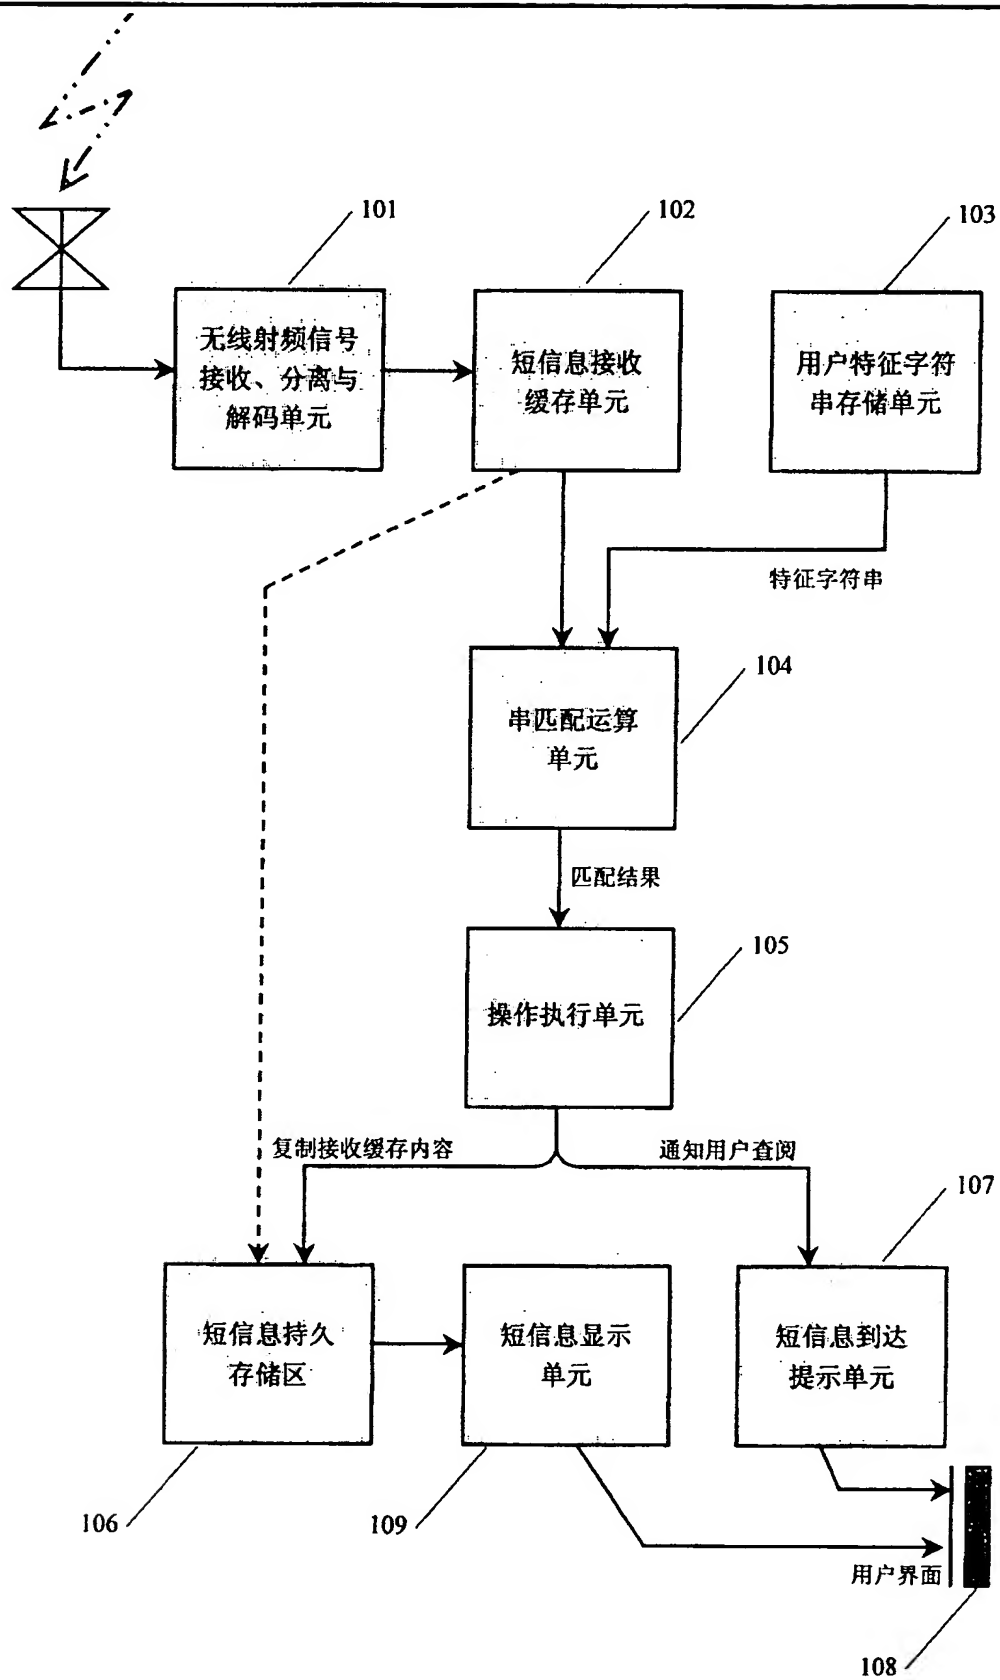 101
102
103
无线射频信号
接收、分离与
解码单元
短信息接收
缓存单元
用户特征字符
串存储单元
特征字符串
104
串匹配运算
单元
匹配结果
105
操作执行单元
复制接收缓存内容
通知用户查阅
107
短信息持久
存储区
短信息显示
单元
短信息到达
提示单元
106
109
用户界面
108